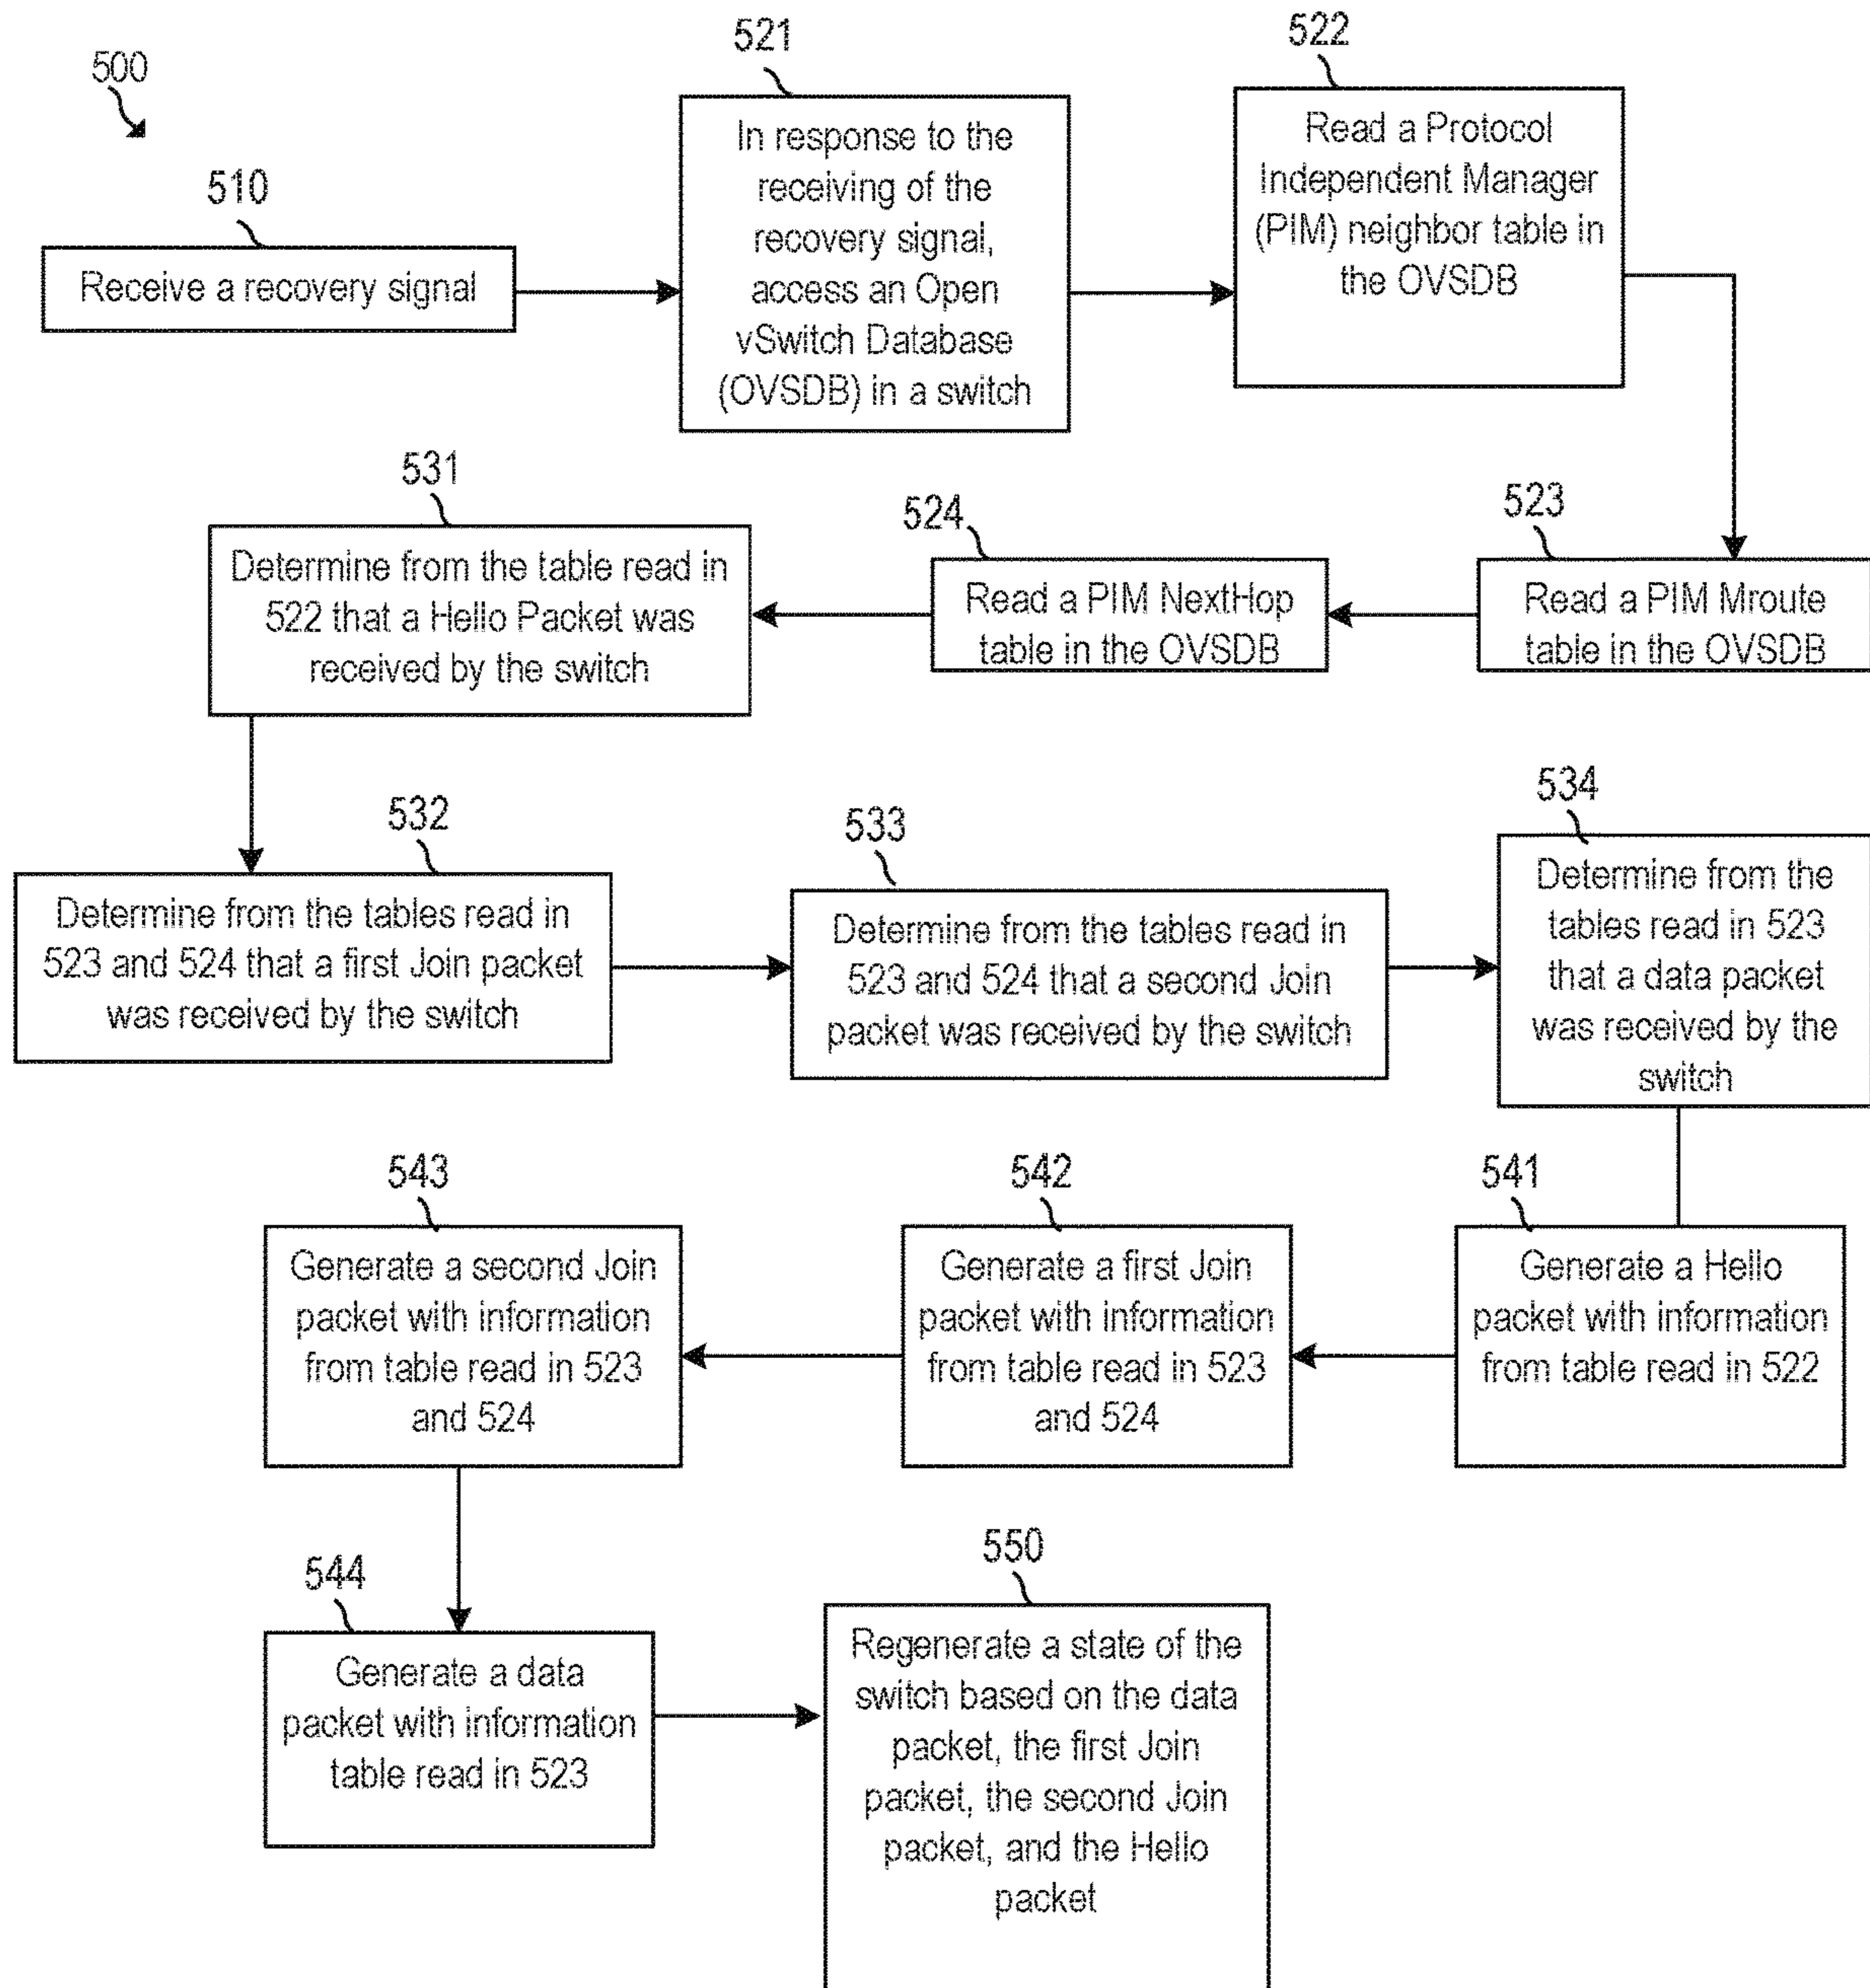 500
510
Receive a recovery signal
521
In response to the
receiving of the
recovery signal,
access an Open
vSwitch Database
(OVSDB) in a switch
522
Read a Protocol
Independent Manager
(PIM) neighbor table in
the OVSDB
523
Read a PIM Mroute
table in the OVSDB
524
Read a PIM NextHop
table in the OVSDB
531
Determine from the table read in
522 that a Hello Packet was
received by the switch
532
Determine from the tables read in
523 and 524 that a first Join packet
was received by the switch
533
Determine from the tables read in
523 and 524 that a second Join
packet was received by the switch
534
Determine from the
tables read in 523
that a data packet
was received by the
switch
541
Generate a Hello
packet with information
from table read in 522
542
Generate a first Join
packet with information
from table read in 523
and 524
543
Generate a second Join
packet with information
from table read in 523
and 524
544
Generate a data
packet with information
table read in 523
550
Regenerate a state of the
switch based on the data
packet, the first Join
packet, the second Join
packet, and the Hello
packet